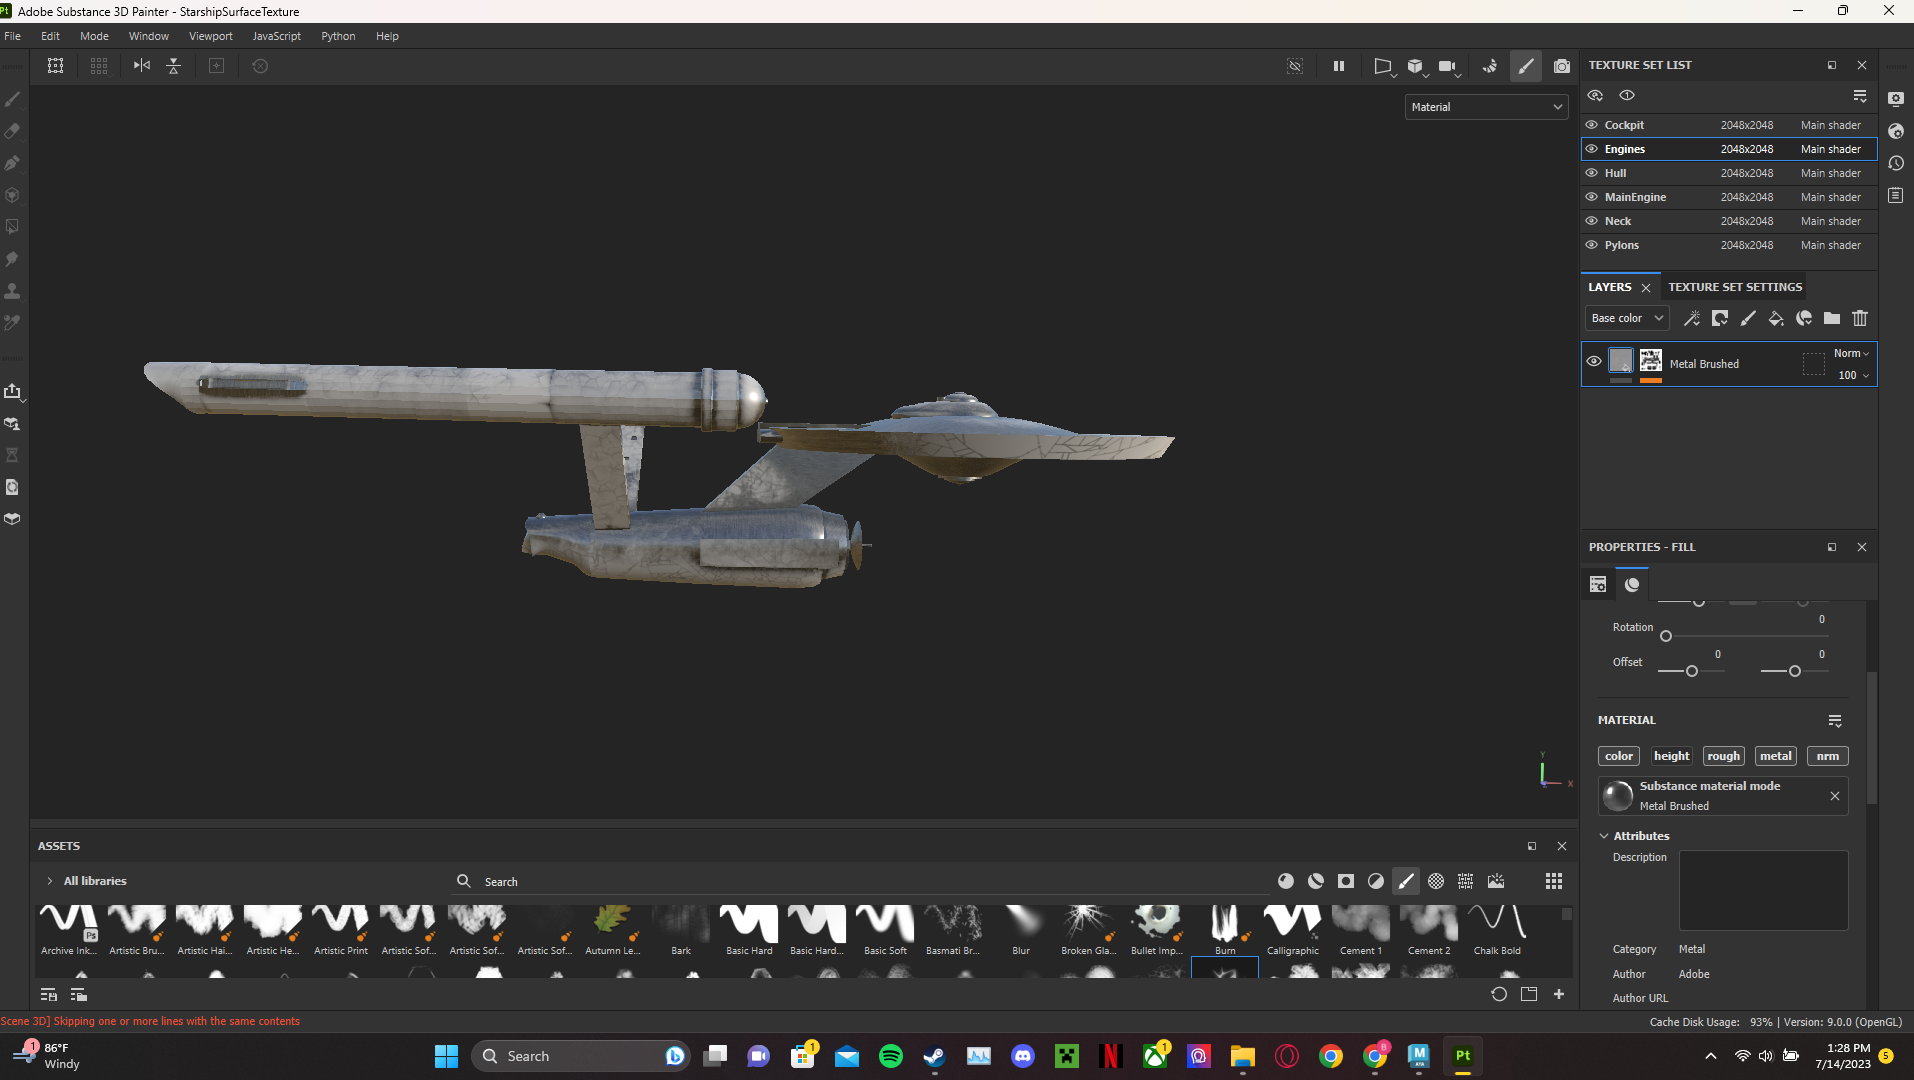 Pt Adobe Substance 3D Painter - StarshipSurfaceTexture
File Edit Mode Window Viewport JavaScript Python Help
Material
TEXTURE SET LIST
Cockpit 2048x2048 Main shader
Engines 2048x2048 Main shader
Hull 2048x2048 Main shader
MainEngine 2048x2048 Main shader
Neck 2048x2048 Main shader
Pylons 2048x2048 Main shader
LAYERS TEXTURE SET SETTINGS
Base color
Metal Brushed Norm
100
PROPERTIES - FILL
Rotation 0
Offset 0 0
MATERIAL
color height rough metal nrm
Substance material mode
Metal Brushed
Attributes
Description
Category Metal
Author Adobe
Author URL
Y
X
ASSETS
All libraries
Search
Ps
Archive Ink... Artistic Bru... Artistic Hai... Artistic He... Artistic Print Artistic Sof... Artistic Sof... Artistic Sof... Autumn Le... Bark Basic Hard Basic Hard... Basic Soft Basmati Br... Blur Broken Gla... Bullet Imp... Burn Calligraphic Cement 1 Cement 2 Chalk Bold
Scene 3D] Skipping one or more lines with the same contents
Cache Disk Usage: 93% | Version: 9.0.0 (OpenGL)
1 86°F
Windy
Search
1
1
B
M
Pt
1:28 PM
7/14/2023
5